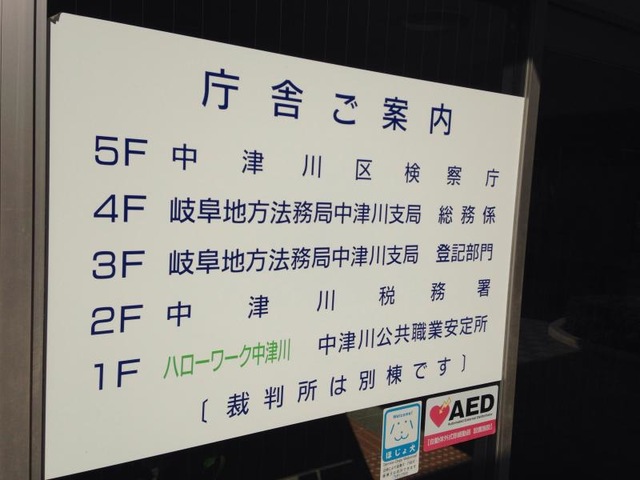 庁舎ご案内
5F 中津川区検察庁
4F 岐阜地方法務局中津川支局 総務係
3F 岐阜地方法務局中津川支局 登記部門
2F 中津川税務署
1F ハローワーク中津川 中津川公共職業安定所
〔裁判所は別棟です〕
Welcome!
ほじょ犬
AED